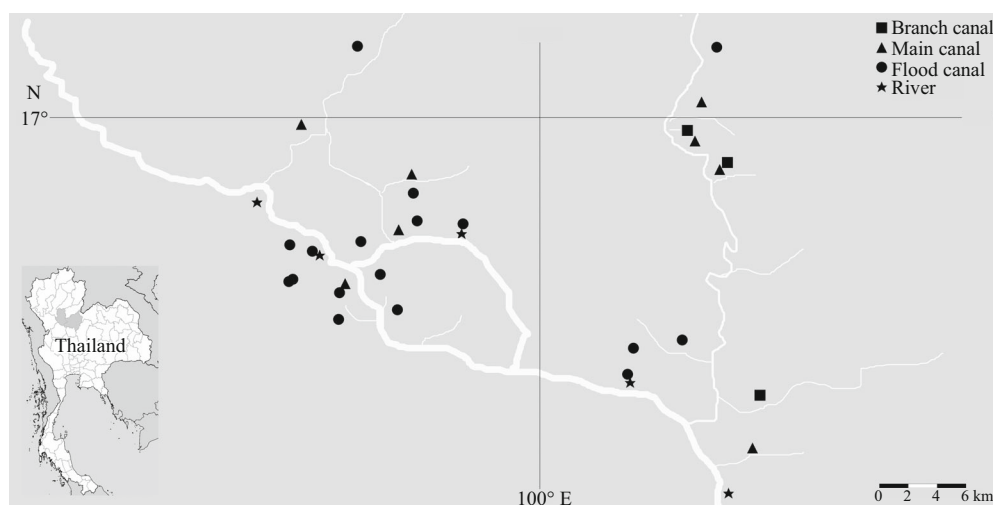 Branch canal
Main canal
Flood canal
River
N
17°
Thailand
100° E
0 2 4 6 km